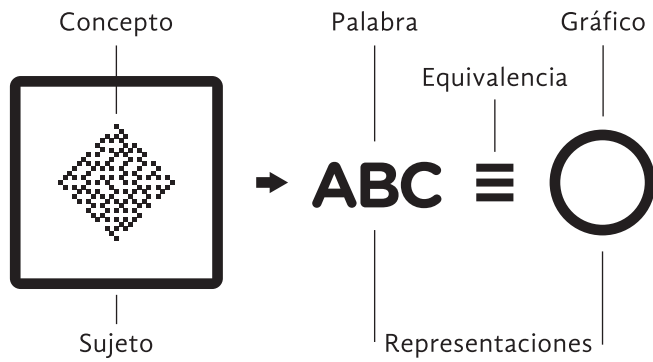 Concepto
Palabra
Gráfico
Equivalencia
ABC
Sujeto
Representaciones